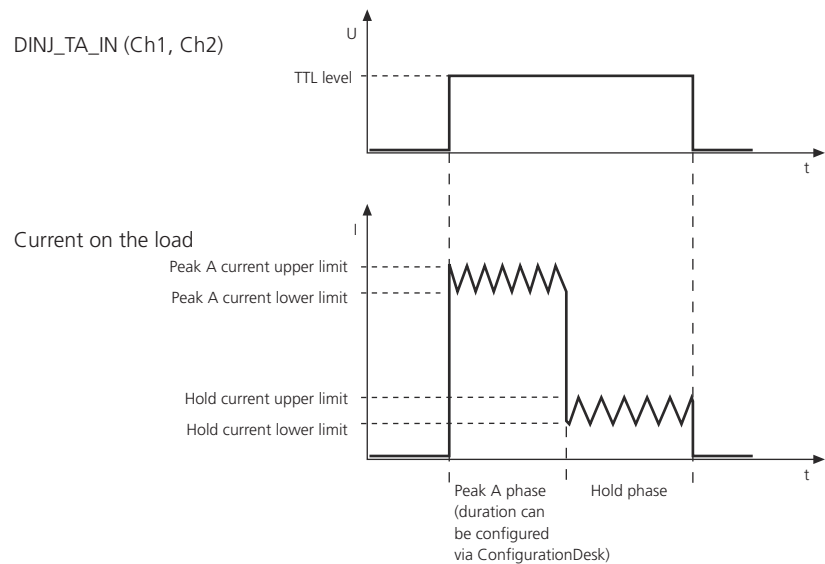 U
DINJ_TA_IN (Ch1, Ch2)
TTL level
t
I
Current on the load
Peak A current upper limit
Peak A current lower limit
Hold current upper limit
Hold current lower limit
t
Peak A phase
(duration can
be configured
via ConfigurationDesk)
Hold phase